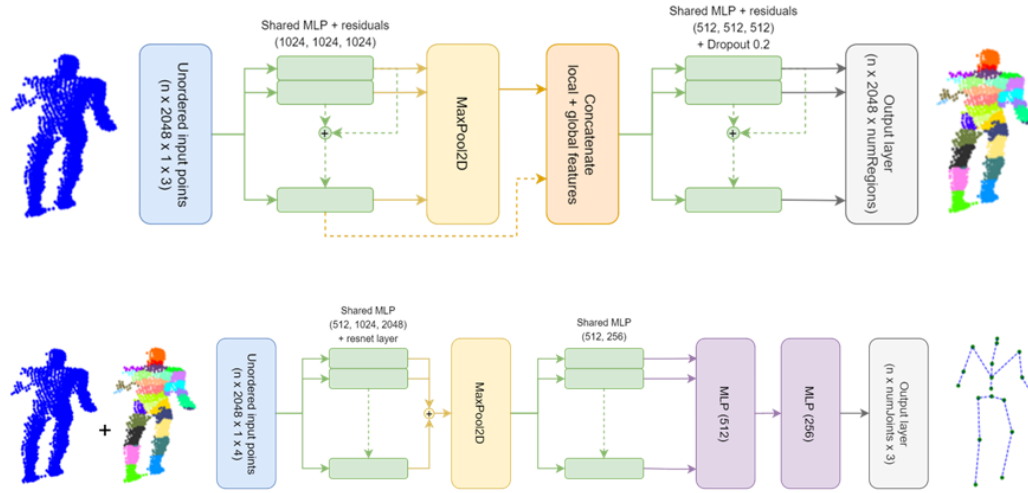 Shared MLP + residuals
(1024, 1024, 1024)
Shared MLP + residuals
(512, 512, 512)
+ Dropout 0.2
Unordered input points
(n x 2048 x 1 x 3)
+
MaxPool2D
Concatenate
local + global features
+
Output layer
(n x 2048 x numRegions)
Shared MLP
(512, 1024, 2048)
+ resnet layer
Shared MLP
(512, 256)
+
Unordered input points
(n x 2048 x 1 x 4)
+
MaxPool2D
MLP (512)
MLP (256)
Output layer
(n x numJoints x 3)